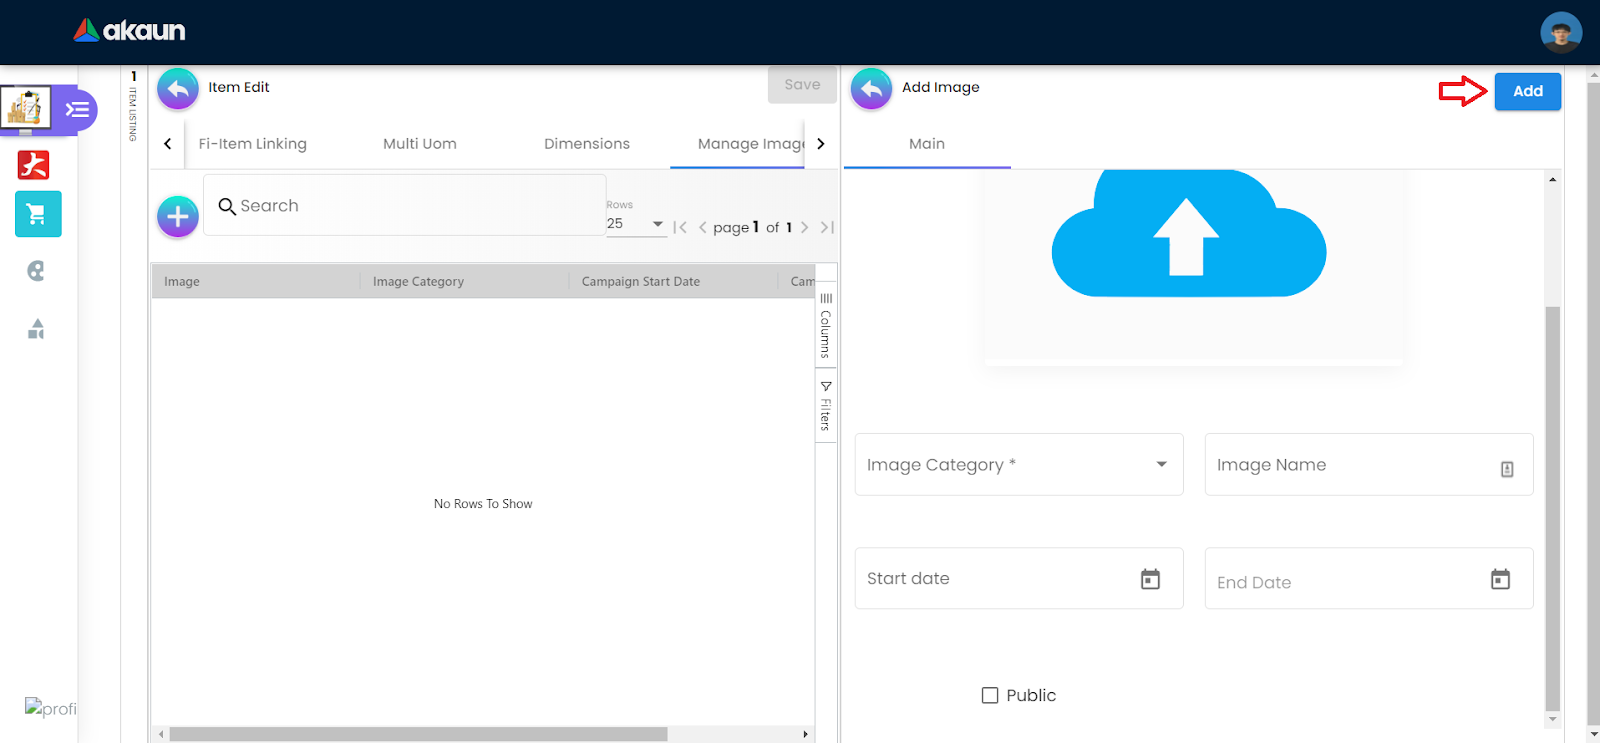 akaun
1
ITEM LISTING
Item Edit
Save
Fi-Item Linking
Multi Uom
Dimensions
Manage Imag
Search
Rows
25
page 1 of 1
Image
Image Category
Campaign Start Date
Cam
Columns
Filters
No Rows To Show
Add Image
Add
Main
Image Category *
Image Name
Start date
End Date
Public
profi